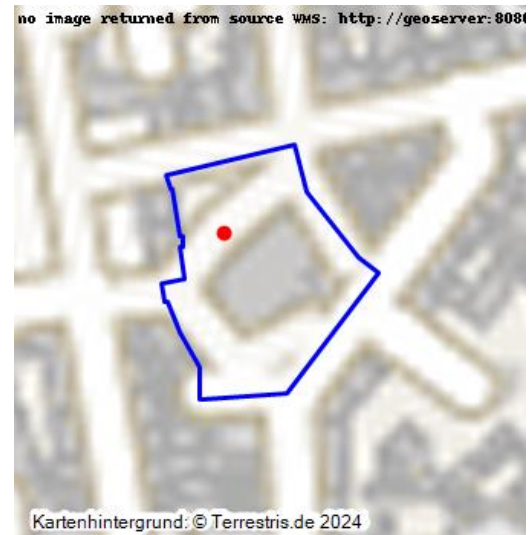 no image returned from source WMS: http://geoserver:8080
Kartenhintergrund: © Terrestris.de 2024